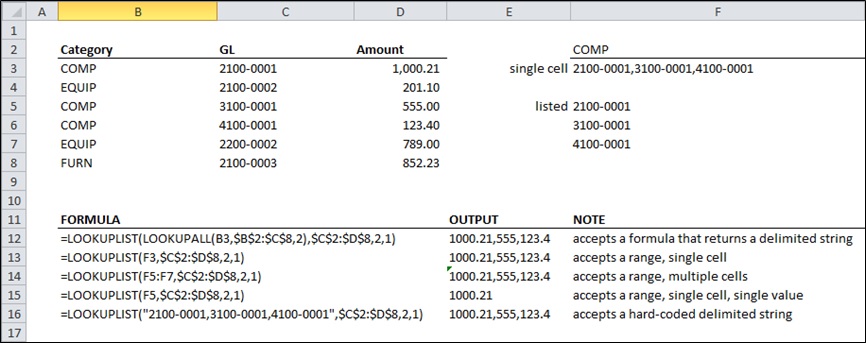 A B C D E F
1
2 Category GL Amount COMP
3 COMP 2100-0001 1,000.21 single cell 2100-0001,3100-0001,4100-0001
4 EQUIP 2100-0002 201.10
5 COMP 3100-0001 555.00 listed 2100-0001
6 COMP 4100-0001 123.40 3100-0001
7 EQUIP 2200-0002 789.00 4100-0001
8 FURN 2100-0003 852.23
9
10
11 FORMULA OUTPUT NOTE
12 =LOOKUPLIST(LOOKUPALL(B3,$B$2:$C$8,2),$C$2:$D$8,2,1) 1000.21,555,123.4 accepts a formula that returns a delimited string
13 =LOOKUPLIST(F3,$C$2:$D$8,2,1) 1000.21,555,123.4 accepts a range, single cell
14 =LOOKUPLIST(F5:F7,$C$2:$D$8,2,1) 1000.21,555,123.4 accepts a range, multiple cells
15 =LOOKUPLIST(F5,$C$2:$D$8,2,1) 1000.21 accepts a range, single cell, single value
16 =LOOKUPLIST("2100-0001,3100-0001,4100-0001",$C$2:$D$8,2,1) 1000.21,555,123.4 accepts a hard-coded delimited string
17